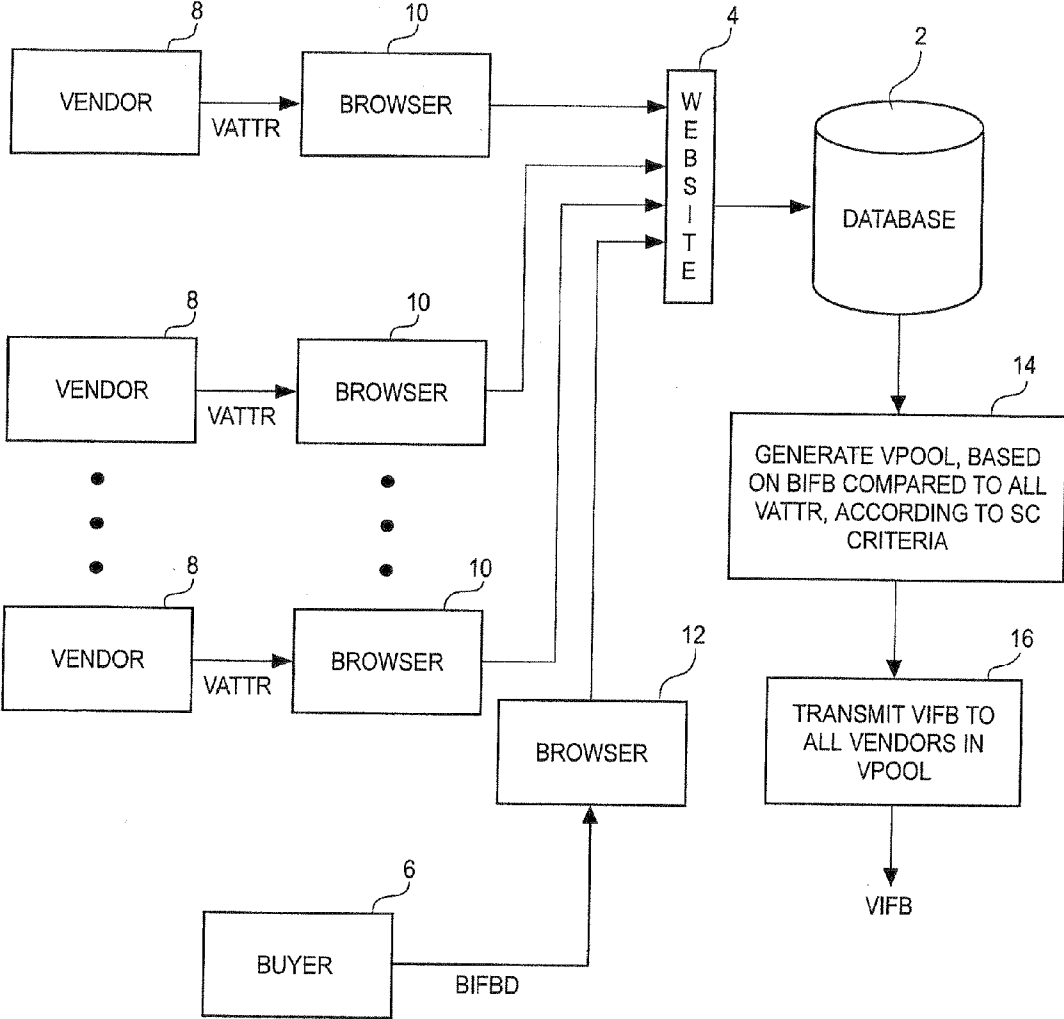 8
10
4
2
VENDOR
VATTR
BROWSER
WEBSITE
DATABASE
8
10
VENDOR
VATTR
BROWSER
14
GENERATE VPOOL, BASED
ON BIFB COMPARED TO ALL
VATTR, ACCORDING TO SC
CRITERIA
8
10
VENDOR
VATTR
BROWSER
12
BROWSER
16
TRANSMIT VIFB TO
ALL VENDORS IN
VPOOL
VIFB
6
BUYER
BIFBD